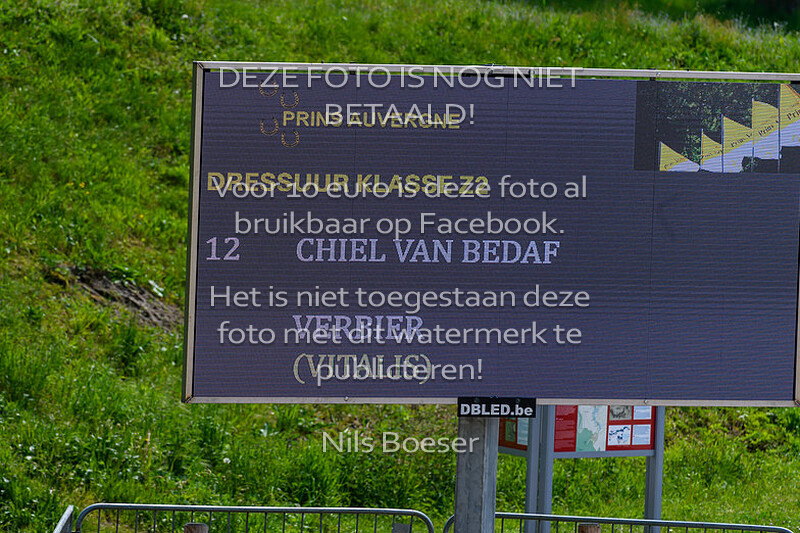 DEZE FOTO IS NOG NIET
BETAALD!
PRINS AUVERGNE
DRESSUUR KLASSE Z2
Voor 10 euro is deze foto al
bruikbaar op Facebook.
12 CHIEL VAN BEDAF
Het is niet toegestaan deze
foto met dit watermerk te
publiceren!
VERBIER
(VITALIS)
DBLED.be
Nils Boeser